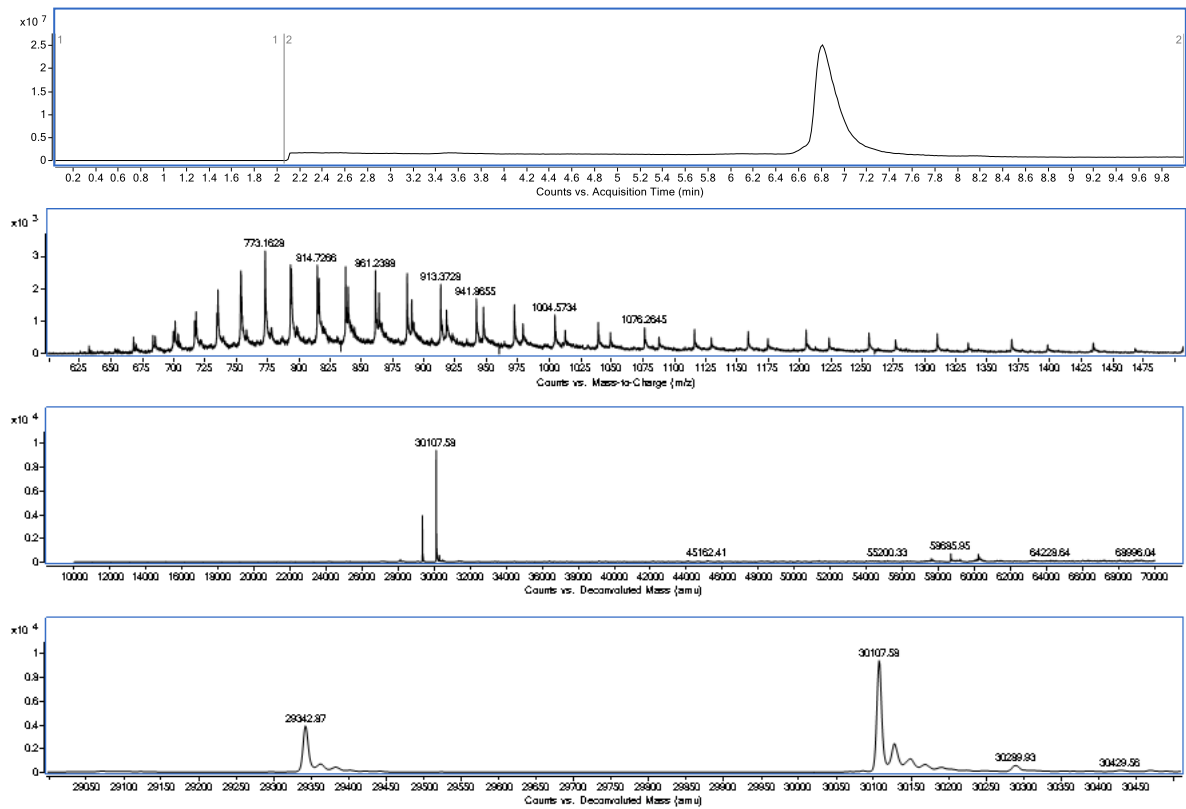 x10 7
1 1 2 2
2.5
2
1.5
1
0.5
0
0.2 0.4 0.6 0.8 1 1.2 1.4 1.6 1.8 2 2.2 2.4 2.6 2.8 3 3.2 3.4 3.6 3.8 4 4.2 4.4 4.6 4.8 5 5.2 5.4 5.6 5.8 6 6.2 6.4 6.6 6.8 7 7.2 7.4 7.6 7.8 8 8.2 8.4 8.6 8.8 9 9.2 9.4 9.6 9.8
Counts vs. Acquisition Time (min)
x10 3
773.1628
814.7266
861.2388
913.3728
941.8655
1004.5734
1076.2645
3
2
1
0
625 650 675 700 725 750 775 800 825 850 875 900 925 950 975 1000 1025 1050 1075 1100 1125 1150 1175 1200 1225 1250 1275 1300 1325 1350 1375 1400 1425 1450 1475
Counts vs. Mass-to-Charge (m/z)
x10 4
30107.59
1
0.8
0.6
0.4
0.2
0
45162.41 55200.33 58685.95 64229.64 69996.04
10000 12000 14000 16000 18000 20000 22000 24000 26000 28000 30000 32000 34000 36000 38000 40000 42000 44000 46000 48000 50000 52000 54000 56000 58000 60000 62000 64000 66000 68000 70000
Counts vs. Deconvoluted Mass (amu)
x10 4
30107.59
1
0.8
0.6
0.4
0.2
0
29342.87
30289.93
30429.56
29050 29100 29150 29200 29250 29300 29350 29400 29450 29500 29550 29600 29650 29700 29750 29800 29850 29900 29950 30000 30050 30100 30150 30200 30250 30300 30350 30400 30450
Counts vs. Deconvoluted Mass (amu)